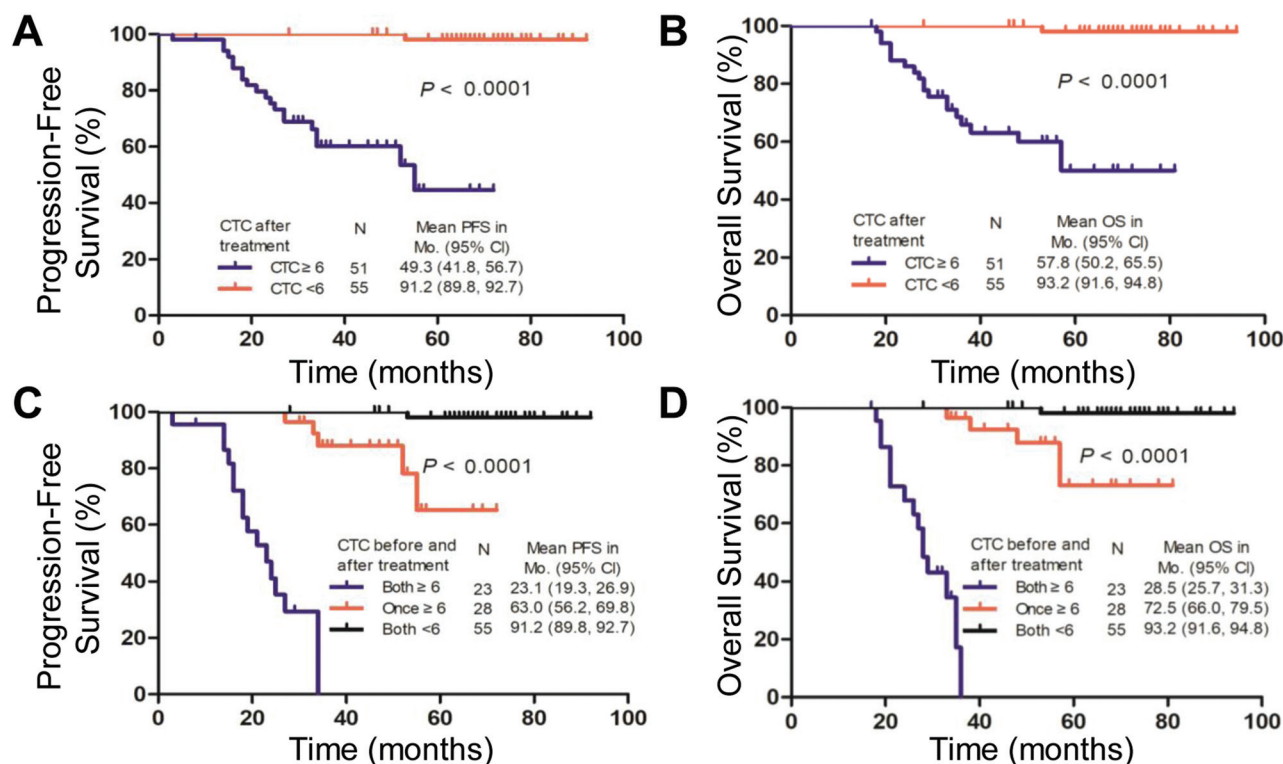 A
Progression-Free
Survival (%)
100
80
60
40
20
0
P < 0.0001
CTC after N Mean PFS in
treatment Mo. (95% CI)
CTC ≥ 6 51 49.3 (41.8, 56.7)
CTC <6 55 91.2 (89.8, 92.7)
0 20 40 60 80 100
Time (months)
B
Overall Survival (%)
100
80
60
40
20
0
P < 0.0001
CTC after N Mean OS in
treatment Mo. (95% CI)
CTC ≥ 6 51 57.8 (50.2, 65.5)
CTC <6 55 93.2 (91.6, 94.8)
0 20 40 60 80 100
Time (months)
C
Progression-Free
Survival (%)
100
80
60
40
20
0
P < 0.0001
CTC before and N Mean PFS in
after treatment Mo. (95% CI)
Both ≥ 6 23 23.1 (19.3, 26.9)
Once ≥ 6 28 63.0 (56.2, 69.8)
Both <6 55 91.2 (89.8, 92.7)
0 20 40 60 80 100
Time (months)
D
Overall Survival (%)
100
80
60
40
20
0
P < 0.0001
CTC before and N Mean OS in
after treatment Mo. (95% CI)
Both ≥ 6 23 28.5 (25.7, 31.3)
Once ≥ 6 28 72.5 (66.0, 79.5)
Both <6 55 93.2 (91.6, 94.8)
0 20 40 60 80 100
Time (months)